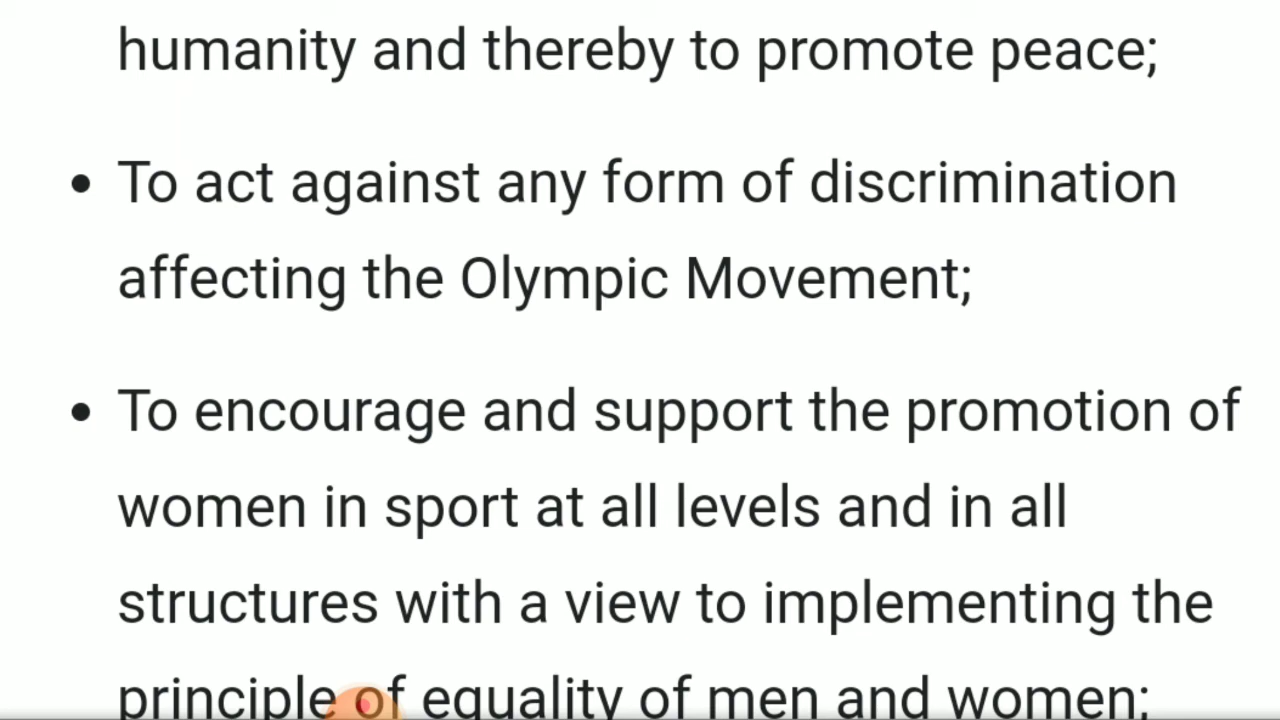 humanity and thereby to promote peace;
• To act against any form of discrimination
affecting the Olympic Movement;
• To encourage and support the promotion of
women in sport at all levels and in all
structures with a view to implementing the
principle of equality of men and women;